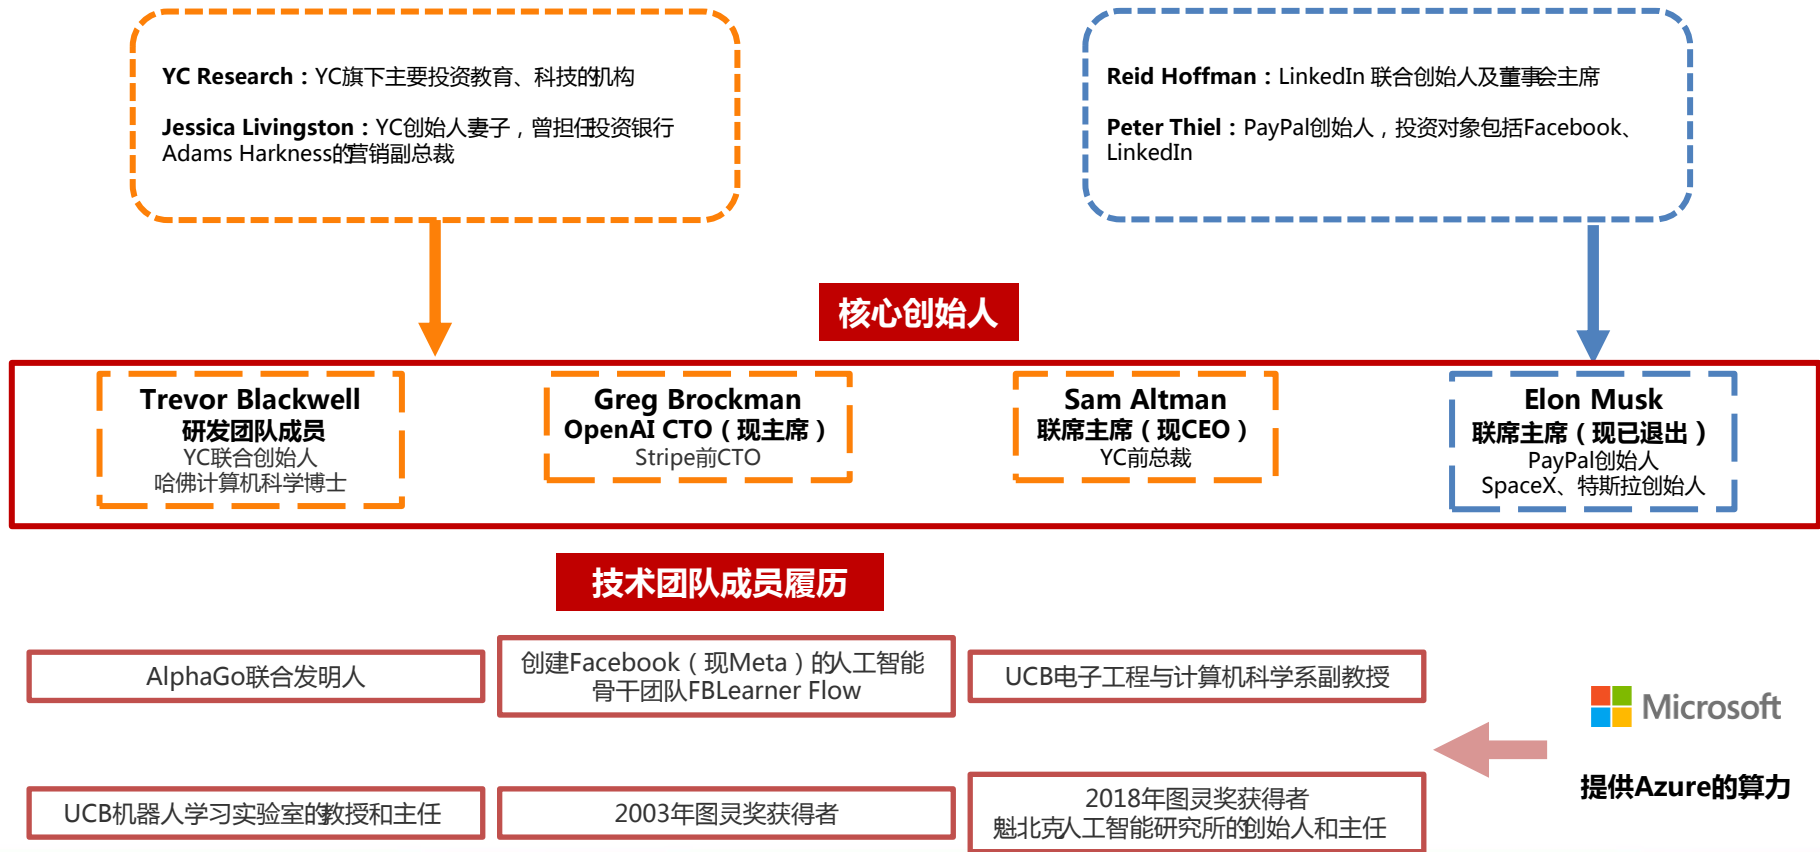 YC Research：YC旗下主要投资教育、科技的机构
Jessica Livingston：YC创始人妻子，曾担任投资银行
Adams Harkness的营销副总裁
Reid Hoffman：LinkedIn 联合创始人及董事会主席
Peter Thiel：PayPal创始人，投资对象包括Facebook、
LinkedIn
核心创始人
Trevor Blackwell
研发团队成员
YC联合创始人
哈佛计算机科学博士
Greg Brockman
OpenAI CTO（现主席）
Stripe前CTO
Sam Altman
联席主席（现CEO）
YC前总裁
Elon Musk
联席主席（现已退出）
PayPal创始人
SpaceX、特斯拉创始人
技术团队成员履历
AlphaGo联合发明人
创建Facebook（现Meta）的人工智能
骨干团队FBLearner Flow
UCB电子工程与计算机科学系副教授
Microsoft
提供Azure的算力
UCB机器人学习实验室的教授和主任
2003年图灵奖获得者
2018年图灵奖获得者
魁北克人工智能研究所的创始人和主任